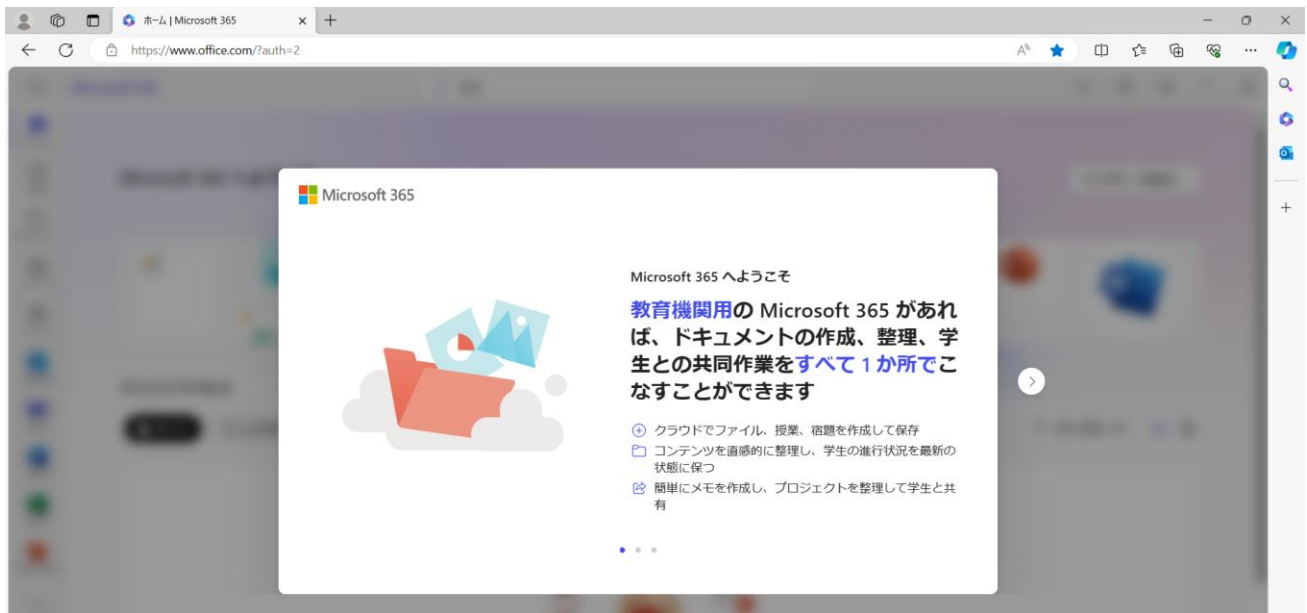 ホーム | Microsoft 365
https://www.office.com/?auth=2
Microsoft 365
Microsoft 365 へようこそ
教育機関用の Microsoft 365 があれ
ば、ドキュメントの作成、整理、学
生との共同作業をすべて 1 か所でこ
なすことができます
クラウドでファイル、授業、宿題を作成して保存
コンテンツを直感的に整理し、学生の進行状況を最新の
状態に保つ
簡単にメモを作成し、プロジェクトを整理して学生と共
有